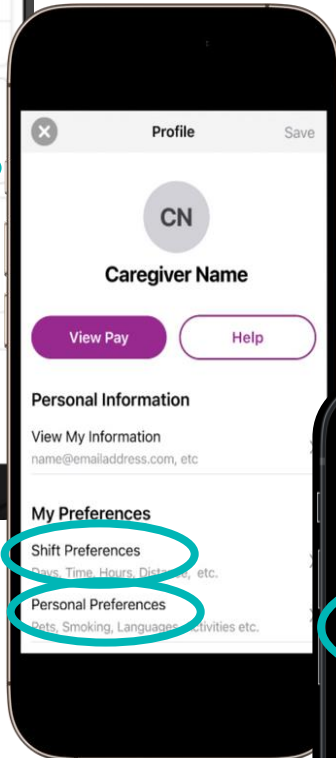 Profile
Save
CN
Caregiver Name
View Pay
Help
Personal Information
View My Information
name@emailaddress.com, etc
My Preferences
Shift Preferences
Days, Time, Hours, Distance, etc.
Personal Preferences
Pets, Smoking, Languages, Activities etc.